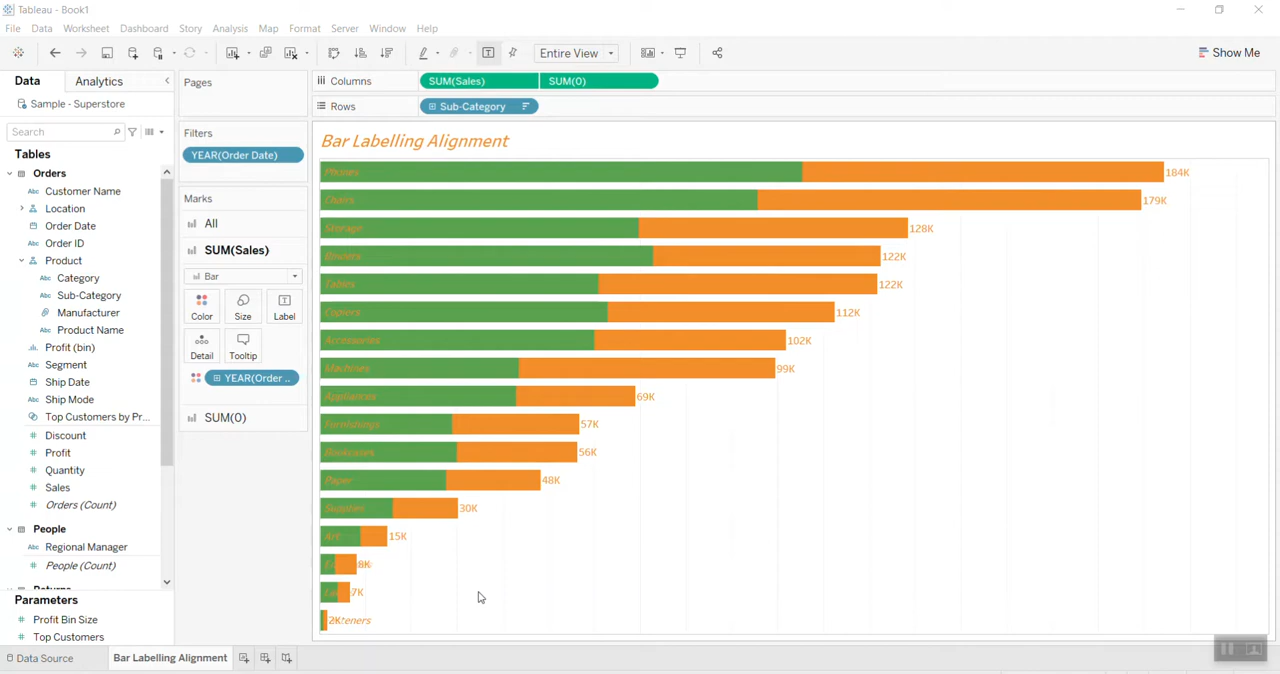 Tableau - Book1
File Data Worksheet Dashboard Story Analysis Map Format Server Window Help
Entire View
Show Me
Data Analytics
Sample - Superstore
Search
Tables
Orders
Customer Name
Location
Order Date
Order ID
Product
Category
Sub-Category
Manufacturer
Product Name
Profit (bin)
Segment
Ship Date
Ship Mode
Top Customers by Pr...
Discount
Profit
Quantity
Sales
Orders (Count)
People
Regional Manager
People (Count)
Returns
Parameters
Profit Bin Size
Top Customers
Pages
Filters
YEAR(Order Date)
Marks
All
SUM(Sales)
Bar
Color Size Label
Detail Tooltip
YEAR(Order ..
SUM(0)
Columns SUM(Sales) SUM(0)
Rows Sub-Category
Bar Labelling Alignment
Phones 184K
Chairs 179K
Storage 128K
Binders 122K
Tables 122K
Copiers 112K
Accessories 102K
Machines 99K
Appliances 69K
Furnishings 57K
Bookcases 56K
Paper 48K
Supplies 30K
Art 15K
8K
7K
2K
Data Source Bar Labelling Alignment